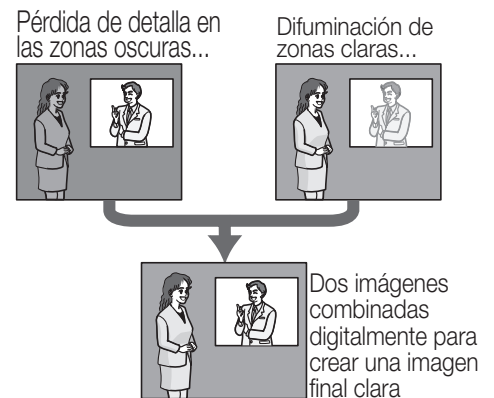 Pérdida de detalla en
las zonas oscuras...
Difuminación de
zonas claras...
Dos imágenes
combinadas
digitalmente para
crear una imagen
final clara